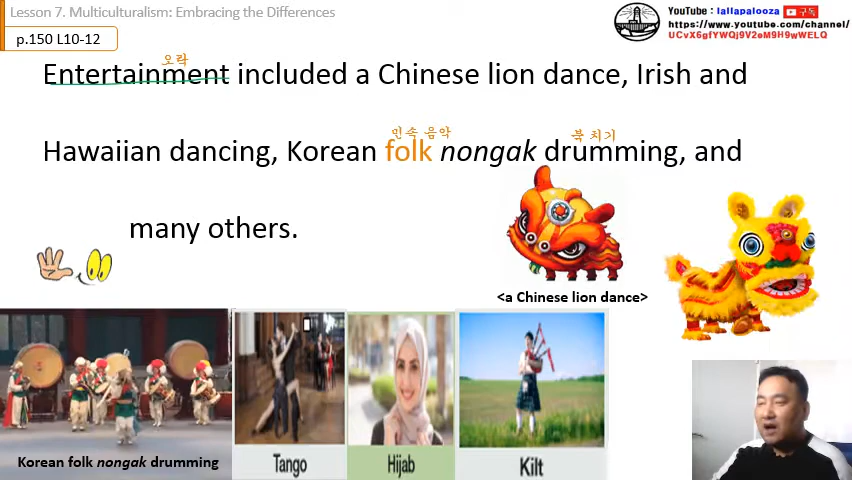 Lesson 7. Multiculturalism: Embracing the Differences
YouTube : lallapalooza 구독
https://www.youtube.com/channel/
UCvX6gfYWQj9V2eM9H9wWELQ
p.150 L10-12
오락
Entertainment included a Chinese lion dance, Irish and
민속 음악 북 치기
Hawaiian dancing, Korean folk nongak drumming, and
many others.
<a Chinese lion dance>
Korean folk nongak drumming
Tango
Hijab
Kilt